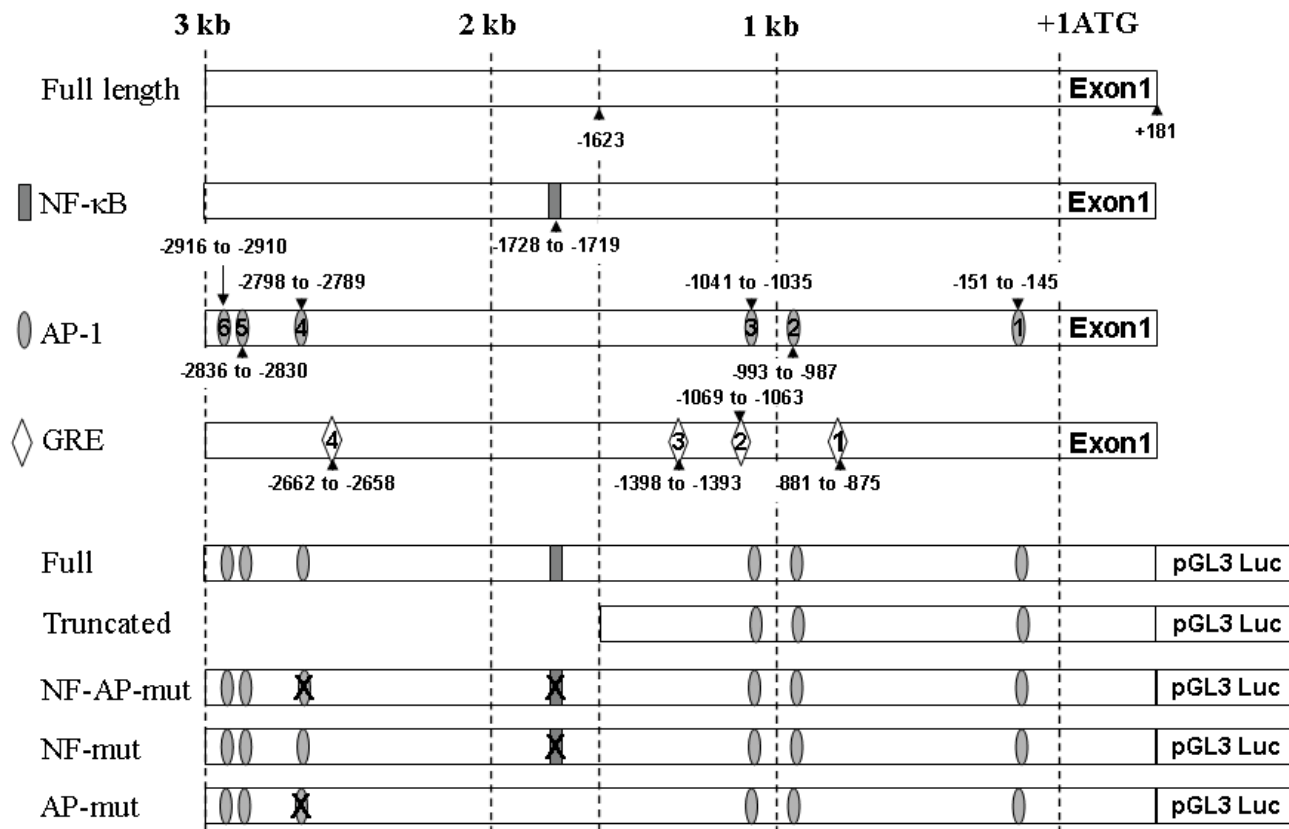 3 kb 2 kb 1 kb +1ATG
Full length Exon1
-1623 +181
NF-κB Exon1
-2916 to -2910 -1728 to -1719
-2798 to -2789 -1041 to -1035 -151 to -145
AP-1 6 5 4 3 2 1 Exon1
-2836 to -2830 -993 to -987
-1069 to -1063
GRE 4 3 2 1 Exon1
-2662 to -2658 -1398 to -1393 -881 to -875
Full pGL3 Luc
Truncated pGL3 Luc
NF-AP-mut X X pGL3 Luc
NF-mut X pGL3 Luc
AP-mut X pGL3 Luc